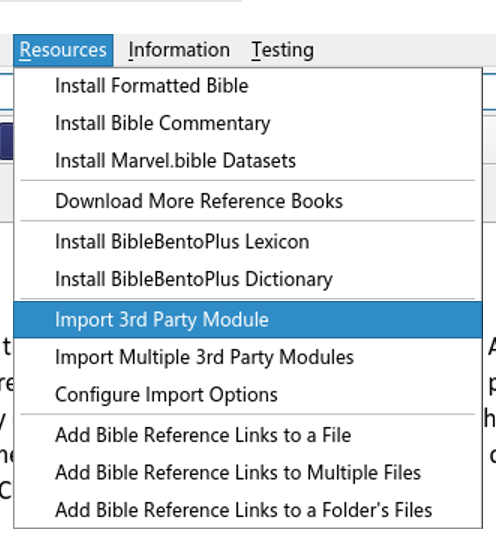 Resources Information Testing
Install Formatted Bible
Install Bible Commentary
Install Marvel.bible Datasets
Download More Reference Books
Install BibleBentoPlus Lexicon
Install BibleBentoPlus Dictionary
Import 3rd Party Module
Import Multiple 3rd Party Modules
Configure Import Options
Add Bible Reference Links to a File
Add Bible Reference Links to Multiple Files
Add Bible Reference Links to a Folder's Files